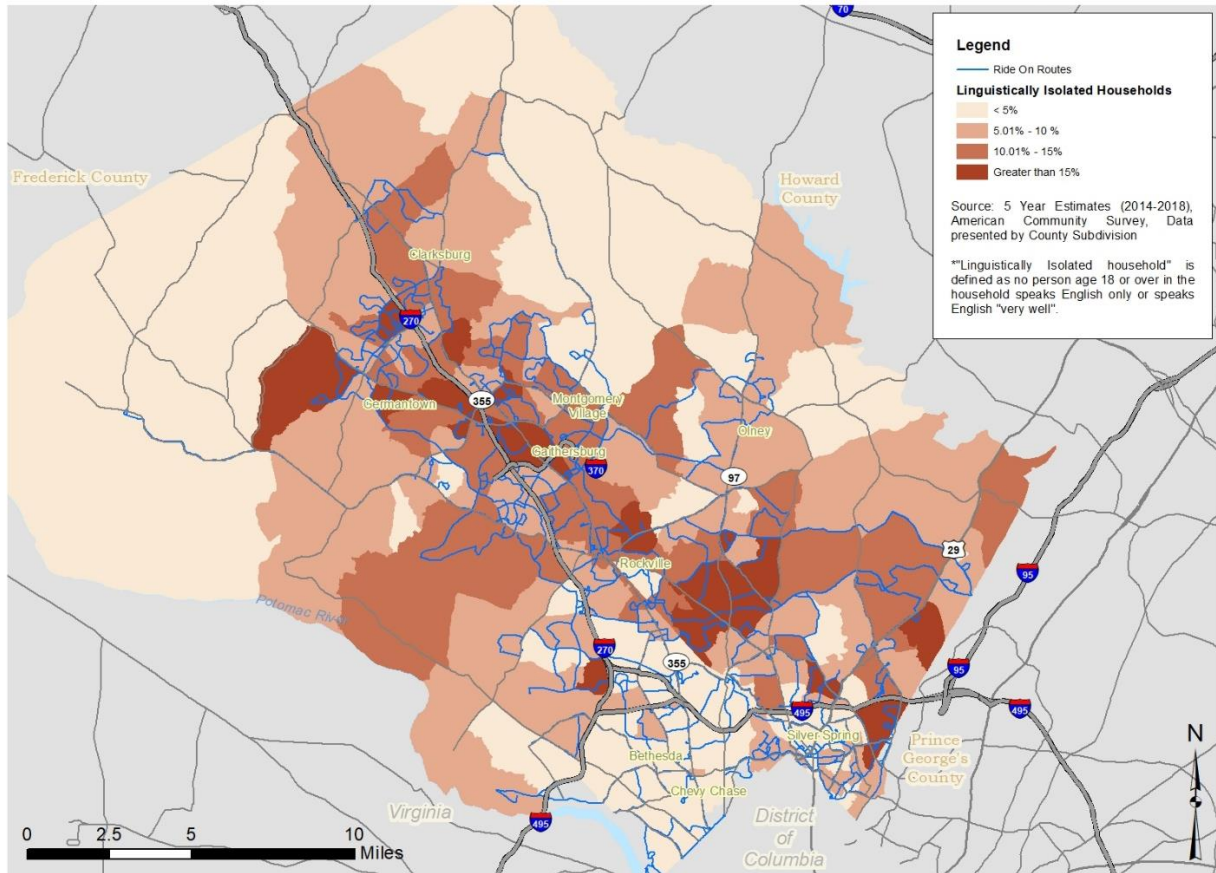 70
Legend
Ride On Routes
Linguistically Isolated Households
< 5%
5.01% - 10 %
10.01% - 15%
Greater than 15%
Source: 5 Year Estimates (2014-2018),
American Community Survey, Data
presented by County Subdivision
*"Linguistically Isolated household" is
defined as no person age 18 or over in the
household speaks English only or speaks
English "very well".
Frederick County
Howard
County
Clarksburg
270
355
Germantown
Montgomery
Village
Olney
Gaithersburg
370
97
29
Rockville
95
Potomac River
270
355
95
495
495
Silver Spring
Bethesda
Prince
George's
County
Chevy Chase
Virginia
District
of
Columbia
495
N
0 2.5 5 10
Miles